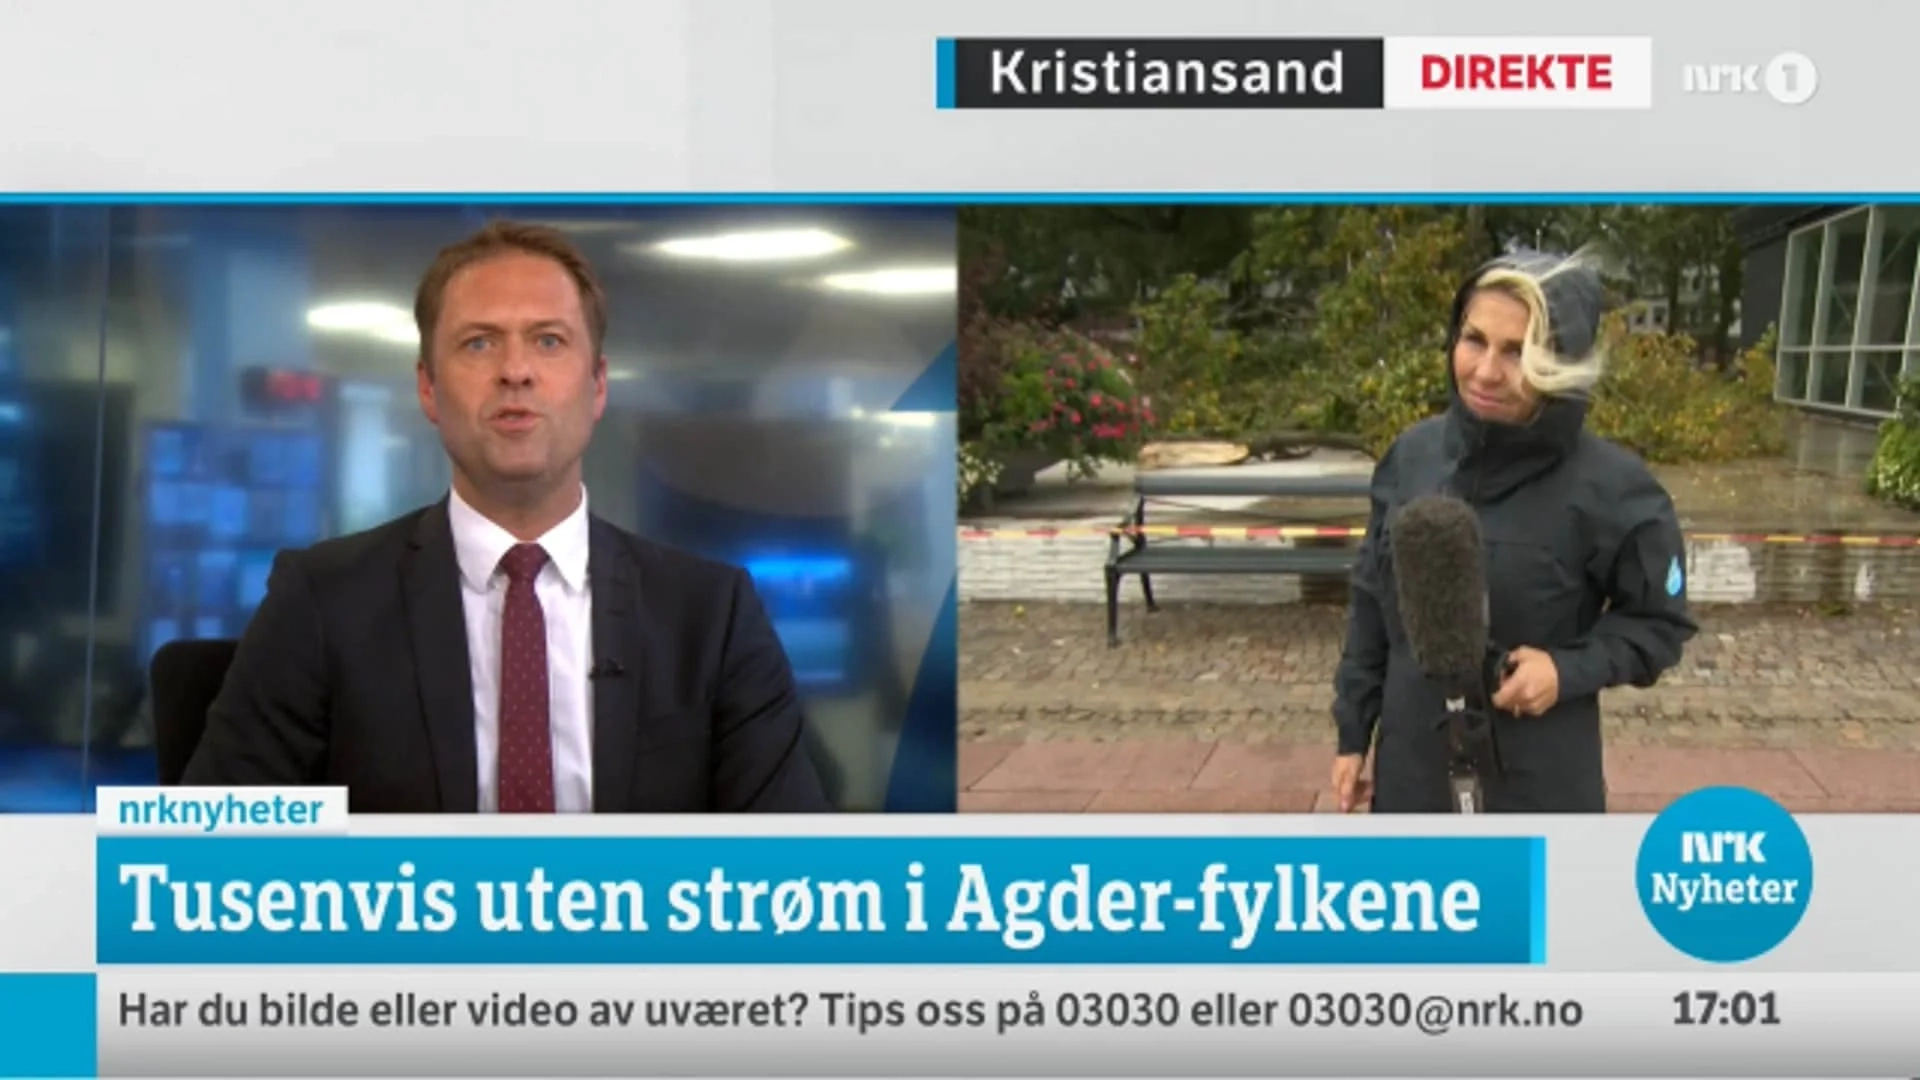 Kristiansand DIREKTE nrk 1
nrknyheter
Tusenvis uten strøm i Agder-fylkene
nrk
Nyheter
Har du bilde eller video av uværet? Tips oss på 03030 eller 03030@nrk.no 17:01